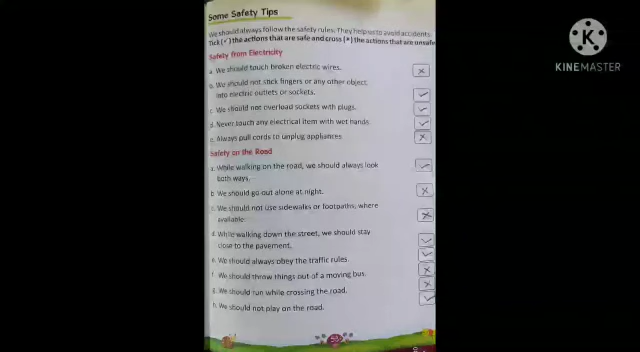 Some Safety Tips
We should always follow the safety rules. They help us to avoid accidents.
Tick (✓) the actions that are safe and cross (×) the actions that are unsafe
Safety from Electricity
a. We should touch broken electric wires. ×
b. We should not stick fingers or any other object
into electric outlets or sockets. ✓
c. We should not overload sockets with plugs. ✓
d. Never touch any electrical item with wet hands. ✓
e. Always pull cords to unplug appliances. ×
Safety on the Road
a. While walking on the road, we should always look ✓
both ways.
b. We should go out alone at night. ×
c. We should not use sidewalks or footpaths, where
available. ×
d. While walking down the street, we should stay
close to the pavement. ✓
e. We should always obey the traffic rules. ✓
f. We should throw things out of a moving bus. ×
g. We should run while crossing the road. ×
h. We should not play on the road. ✓
K
KINEMASTER